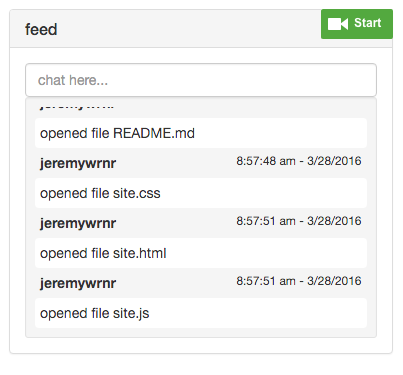 feed
Start
chat here...
jeremywrnr
opened file README.md
jeremywrnr 8:57:48 am - 3/28/2016
opened file site.css
jeremywrnr 8:57:51 am - 3/28/2016
opened file site.html
jeremywrnr 8:57:51 am - 3/28/2016
opened file site.js